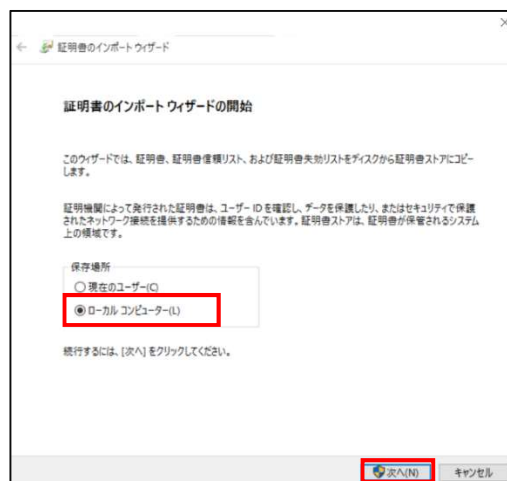 証明書のインポート ウィザード
証明書のインポート ウィザードの開始
このウィザードでは、証明書、証明書信頼リスト、および証明書失効リストをディスクから証明書ストアにコピー
します。
証明機関によって発行された証明書は、ユーザー ID を確認し、データを保護したり、またはセキュリティで保護
されたネットワーク接続を提供するための情報を含んでいます。証明書ストアは、証明書が保管されるシステム
上の領域です。
保存場所
現在のユーザー(C)
ローカル コンピューター(L)
続行するには、[次へ] をクリックしてください。
次へ(N)
キャンセル